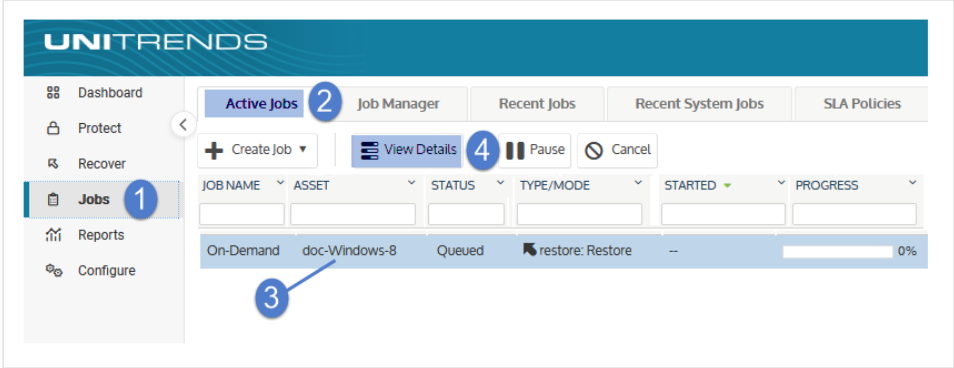 UNITRENDS
Dashboard
Protect
Recover
Jobs 1
Reports
Configure
Active Jobs 2 Job Manager Recent Jobs Recent System Jobs SLA Policies
Create Job View Details 4 Pause Cancel
JOB NAME ASSET STATUS TYPE/MODE STARTED PROGRESS
On-Demand doc-Windows-8 Queued restore: Restore -- 0%
3